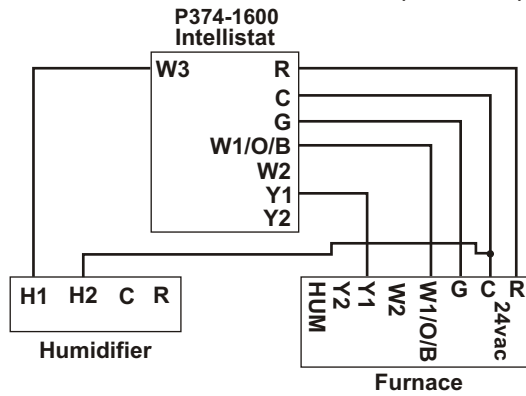 P374-1600
Intellistat
W3
R
C
G
W1/O/B
W2
Y1
Y2
H1 H2 C R
Humidifier
HUM
Y2
Y1
W2
W1/O/B
G
C
24vac
R
Furnace